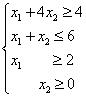 x₁ + 4x₂ ≥ 4
x₁ + x₂ ≤ 6
x₁ ≥ 2
x₂ ≥ 0